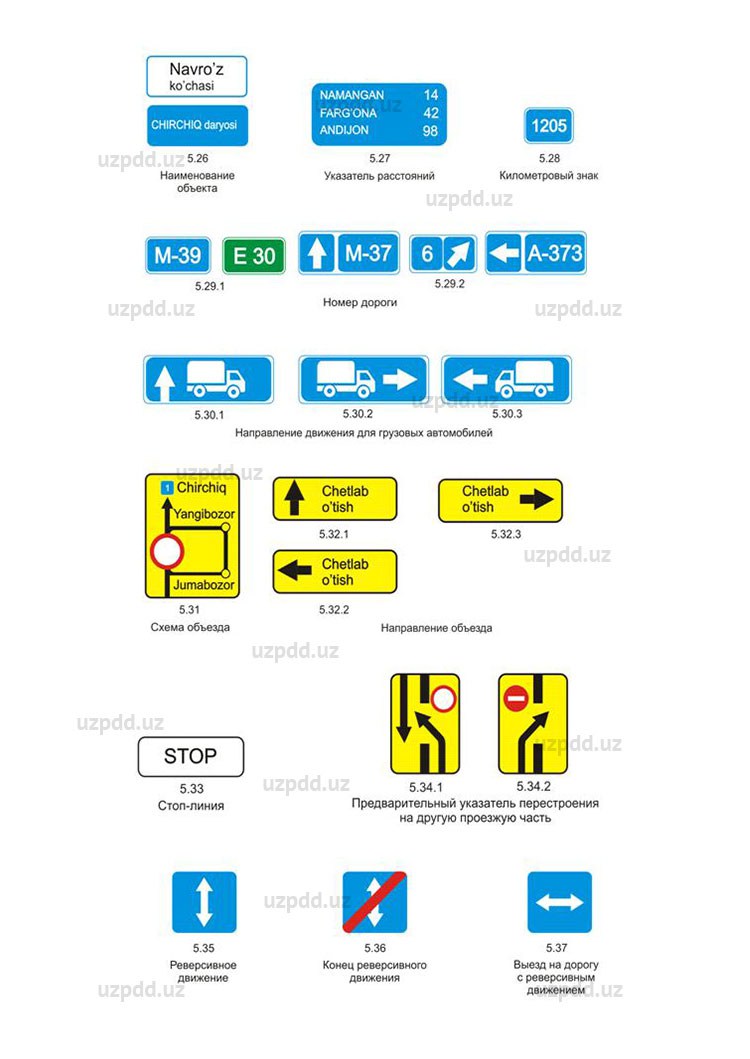 Navro'z
ko'chasi
CHIRCHIQ daryosi
5.26
Наименование
объекта
NAMANGAN 14
FARG'ONA 42
ANDIJON 98
5.27
Указатель расстояний
1205
5.28
Километровый знак
uzpdd.uz
uzpdd.uz
uzpdd.uz
M-39
E 30
5.29.1
M-37
6
A-373
5.29.2
Номер дороги
uzpdd.uz
uzpdd.uz
5.30.1
5.30.2
5.30.3
uzpdd.uz
Направление движения для грузовых автомобилей
uzpdd.uz
1 Chirchiq
Yangibozor
Jumabozor
5.31
Схема объезда
Chetlab
o'tish
5.32.1
Chetlab
o'tish
5.32.2
Chetlab
o'tish
5.32.3
uzpdd.uz
Направление объезда
uzpdd.uz
uzpdd.uz
STOP
5.33
Стоп-линия
uzpdd.uz
uzpdd.uz
5.34.1
5.34.2
Предварительный указатель перестроения
на другую проезжую часть
5.35
Реверсивное
движение
uzpdd.uz
5.36
Конец реверсивного
движения
5.37
Выезд на дорогу
с реверсивным
движением
uzpdd.uz
uzpdd.uz